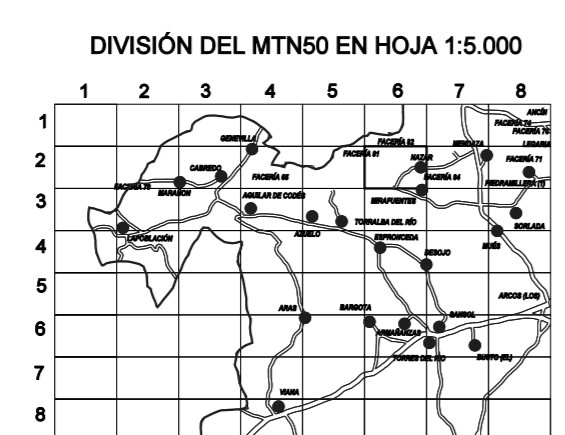 DIVISIÓN DEL MTN50 EN HOJA 1:5.000
1 2 3 4 5 6 7 8
1
ANCÍN
FACERÍA 74
FACERÍA 76
GENEVILLA
FACERÍA 82
MENDAZA
LEGARIA
2
FACERÍA 81
NAZAR
FACERÍA 71
CABREDO
FACERÍA 65
FACERÍA 84
PIEDRAMILLERA (1)
MARAÑON
AGUILAR DE CODÉS
MIRAFUENTES
3
TORRALBA DEL RÍO
SORLADA
AZUELO
LAPOBLACIÓN
ESPRONCEDA
MUÉS
4
DESOJO
5
ARCOS (LOS)
ARAS
BARGOTA
SANSOL
6
ARMAÑANZAS
TORRES DEL RÍO
BUSTO (EL)
7
VIANA
8